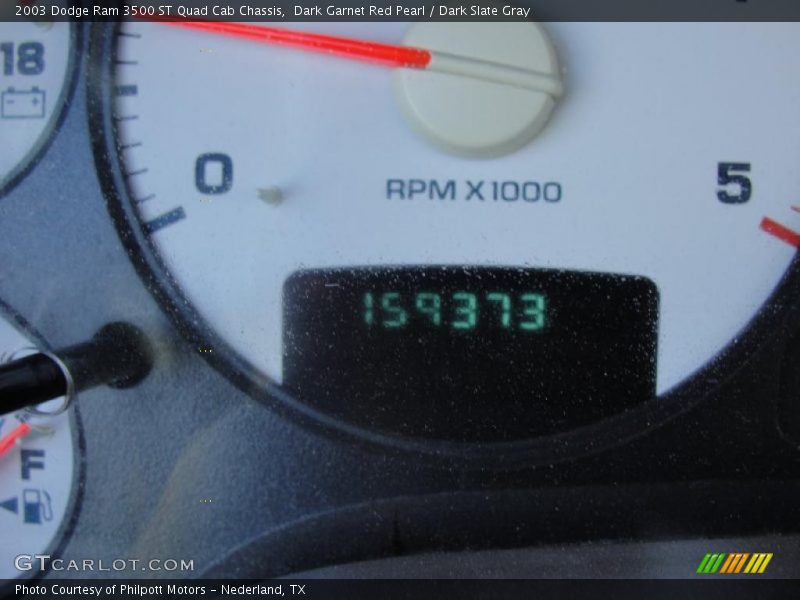 2003 Dodge Ram 3500 ST Quad Cab Chassis,  Dark Garnet Red Pearl / Dark Slate Gray
18
0
RPM X1000
5
159373
F
GTCARLOT.COM
Photo Courtesy of Philpott Motors - Nederland, TX